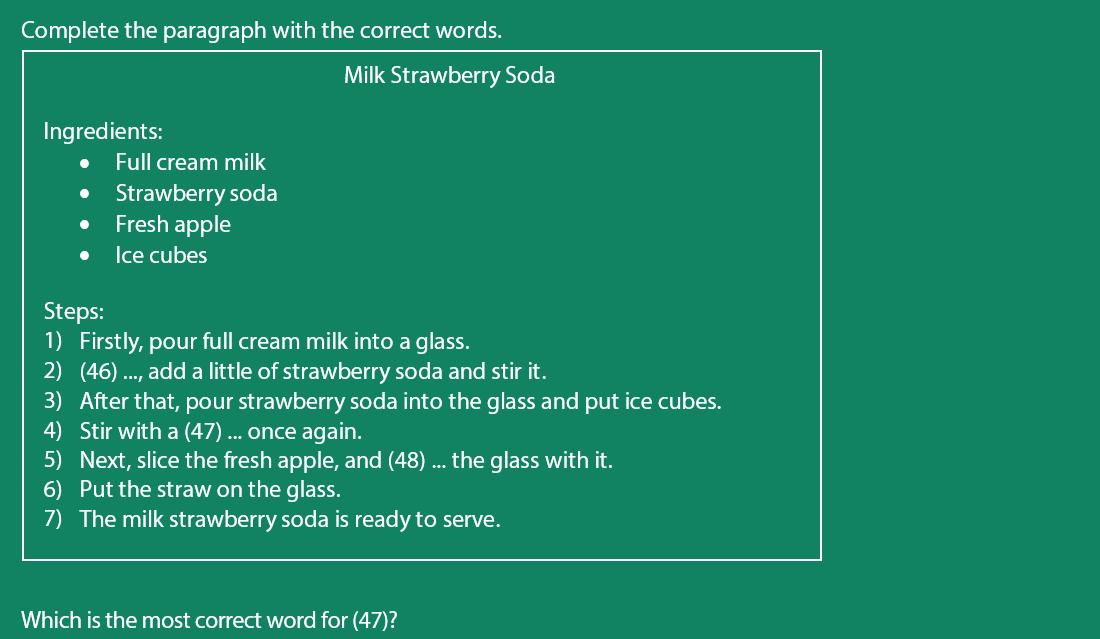 Complete the paragraph with the correct words.
Milk Strawberry Soda
Ingredients:
• Full cream milk
• Strawberry soda
• Fresh apple
• Ice cubes
Steps:
1) Firstly, pour full cream milk into a glass.
2) (46) ..., add a little of strawberry soda and stir it.
3) After that, pour strawberry soda into the glass and put ice cubes.
4) Stir with a (47) ... once again.
5) Next, slice the fresh apple, and (48) ... the glass with it.
6) Put the straw on the glass.
7) The milk strawberry soda is ready to serve.
Which is the most correct word for (47)?